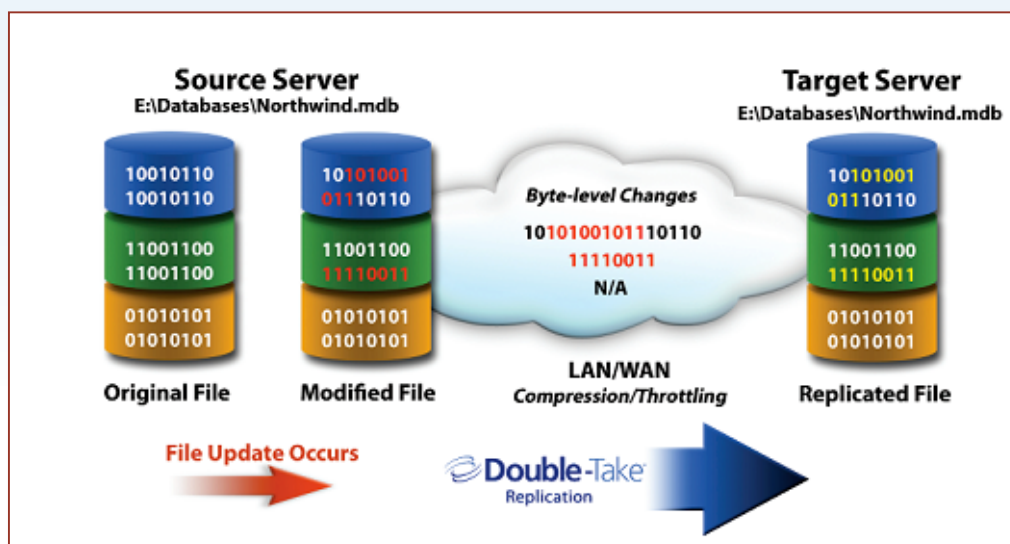 Source Server
E:\Databases\Northwind.mdb
Target Server
E:\Databases\Northwind.mdb
10010110
10010110
11001100
11001100
01010101
01010101
Original File
10101001
01110110
11001100
11110011
01010101
01010101
Modified File
Byte-level Changes
1010100101110110
11110011
N/A
LAN/WAN
Compression/Throttling
10101001
01110110
11001100
11110011
01010101
01010101
Replicated File
File Update Occurs
Double-Take
Replication